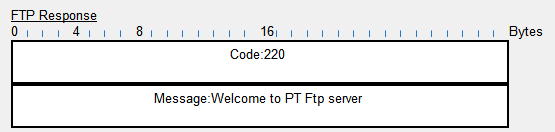 FTP Response
0 4 8 16 Bytes
Code:220
Message:Welcome to PT Ftp server